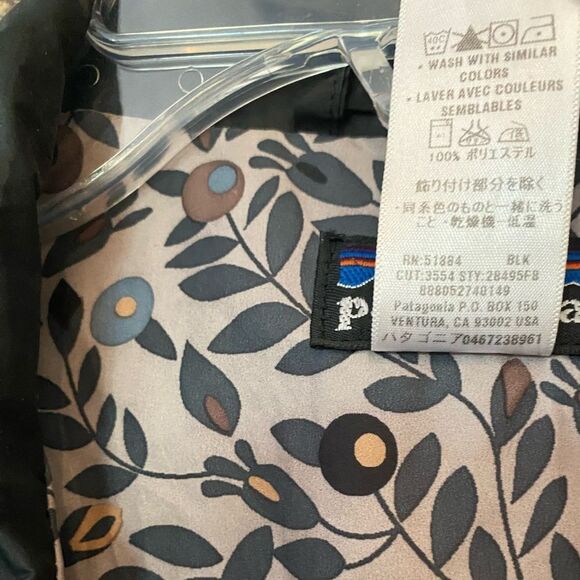 40C
• WASH WITH SIMILAR
COLORS
• LAVER AVEC COULEURS
SEMBLABLES
100% ポリエステル
飾り付け部分を除く
・同系色のものと一緒に洗う
こと・乾燥機-低温
RN:51884 BLK
CUT:3554 STY:28495F8
888052740149
Patagonia P.O. BOX 150
VENTURA, CA 93002 USA
パタゴニア0467238961